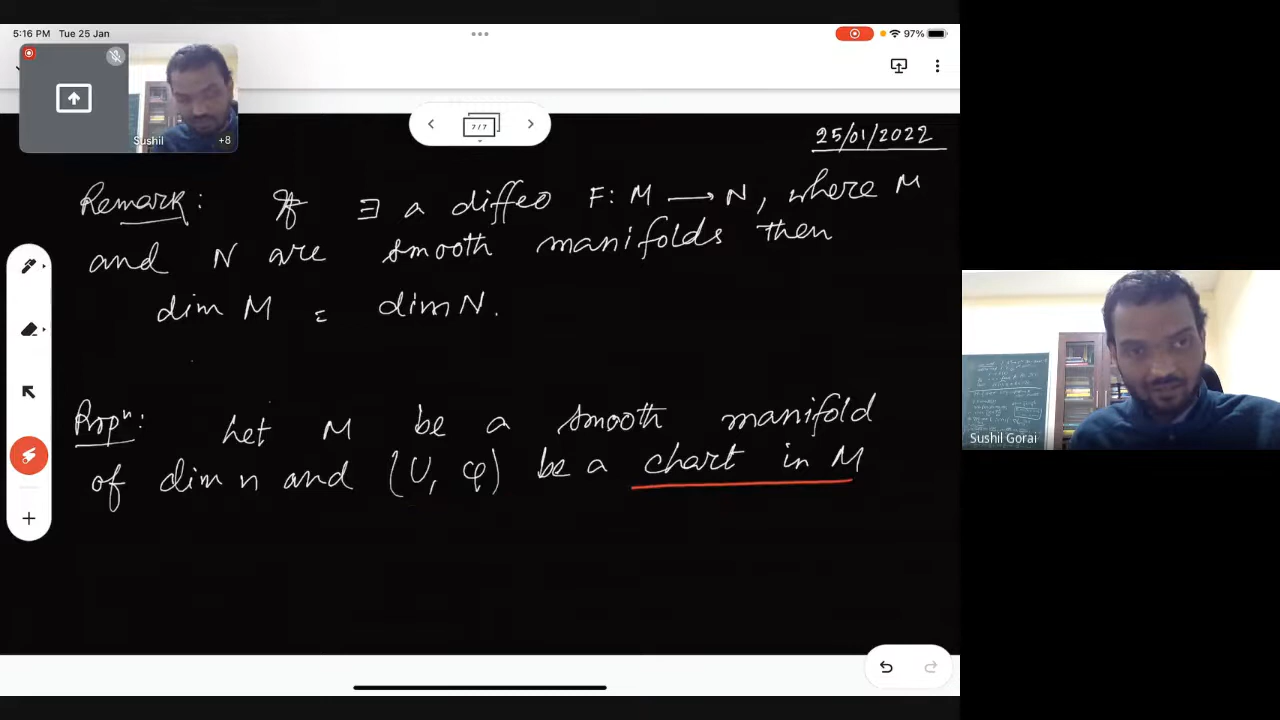 5:16 PM Tue 25 Jan
97%
Sushil
+8
7/7
25/01/2022
Remark: If ∃ a diffeo F: M → N, where M
and N are smooth manifolds then
dim M = dim N.
Propⁿ: Let M be a smooth manifold
of dim n and (U, φ) be a chart in M
Sushil Gorai